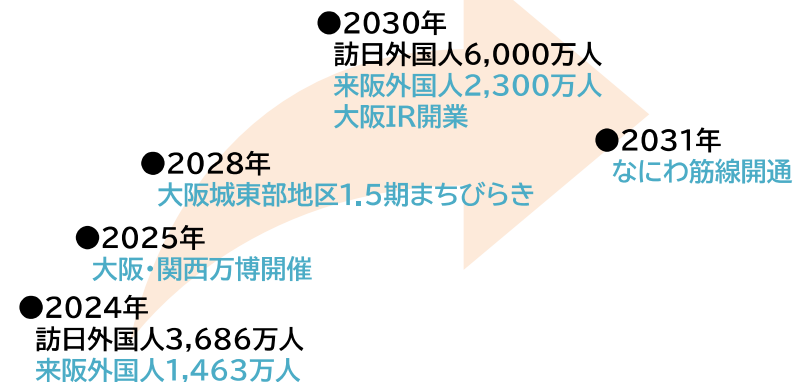 ●2030年
訪日外国人6,000万人
来阪外国人2,300万人
大阪IR開業
●2031年
なにわ筋線開通
●2028年
大阪城東部地区1.5期まちびらき
●2025年
大阪・関西万博開催
●2024年
訪日外国人3,686万人
来阪外国人1,463万人